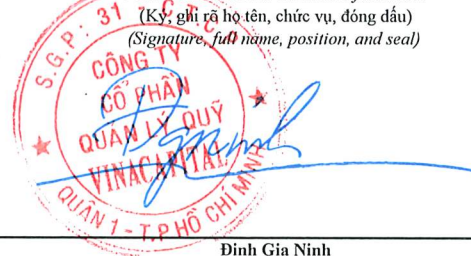 (Ký, ghi rõ họ tên, chức vụ, đóng dấu)
(Signature, full name, position, and seal)
S.G.P: 31 - C.T.C.P
CÔNG TY
CỔ PHẦN
QUẢN LÝ QUỸ
VINACAPITAL
QUẬN 1 - T.P HỒ CHÍ MINH
Đinh Gia Ninh